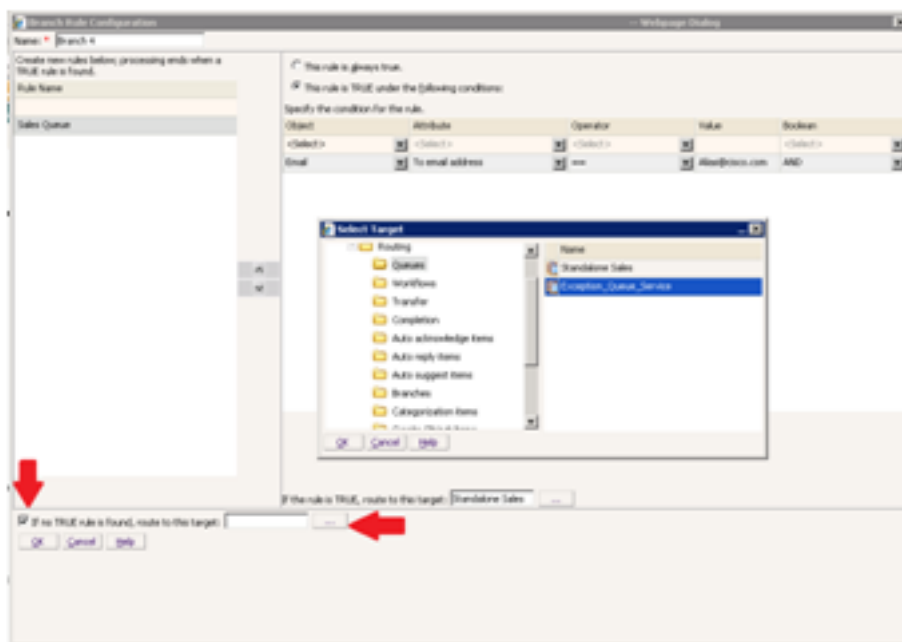 Branch Rule Configuration -- Webpage Dialog
Name: * Branch 4
Create new rules below, processing ends when a
TRUE rule is found.
Rule Name
Sales Queue
This rule is always true.
This rule is TRUE under the following conditions:
Specify the condition for the rule.
Object Attribute Operator Value Boolean
<Select> <Select> <Select> <Select>
Email To email address == Alias@cisco.com AND
Select Target
Routing
Queues
Workflows
Transfer
Completion
Auto acknowledge items
Auto reply items
Auto suggest items
Branches
Categorization items
Name
Standalone Sales
Exception_Queue_Service
OK Cancel Help
If the rule is TRUE, route to this target: Standalone Sales ...
If no TRUE rule is found, route to this target: ...
OK Cancel Help